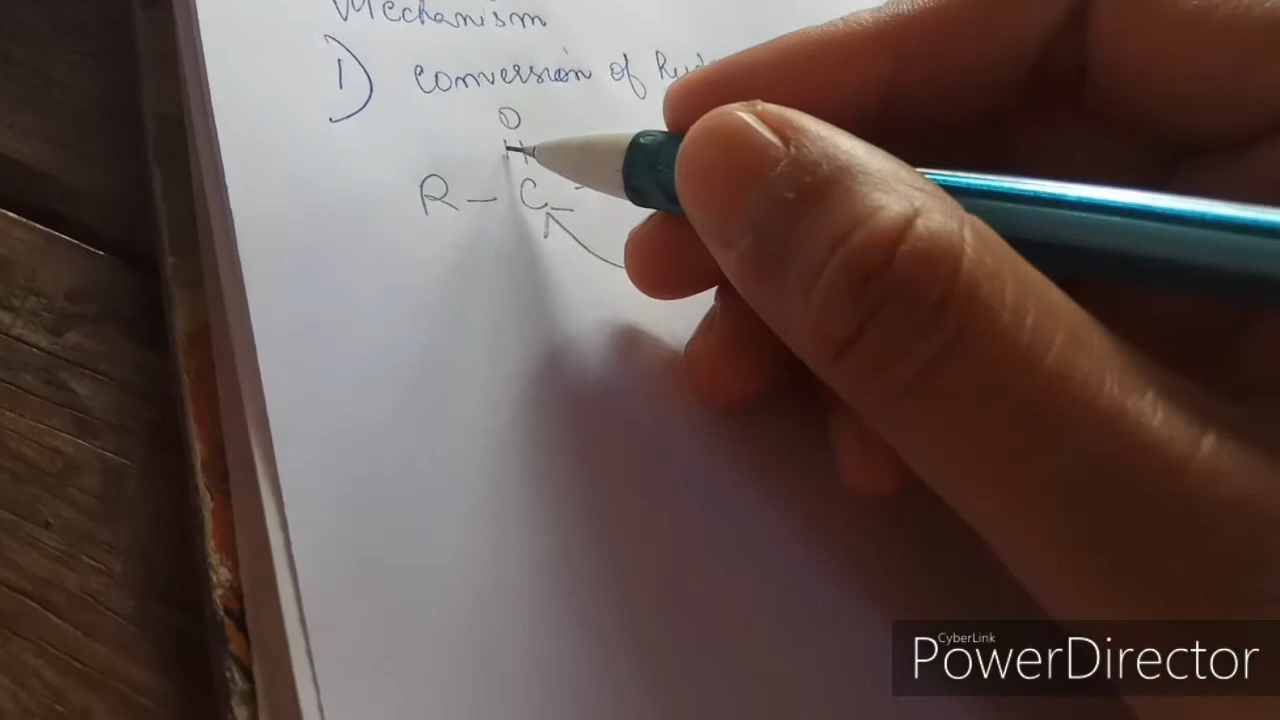 Mechanism
1) conversion of
O
R - C -
CyberLink
PowerDirector